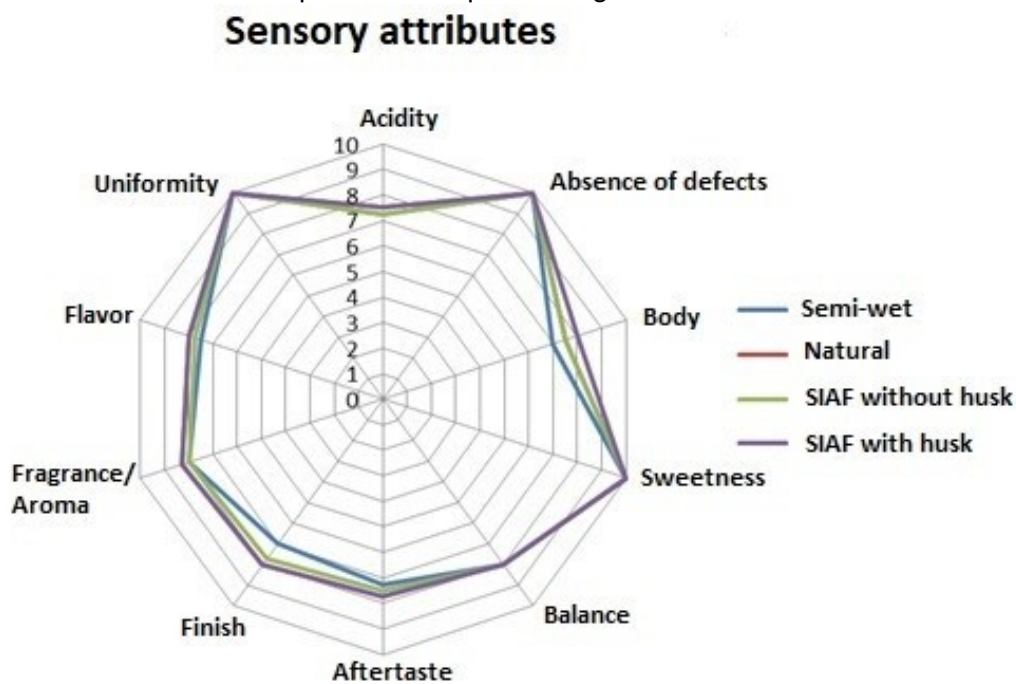 Sensory attributes
Acidity
10
9
8
7
6
5
4
3
2
1
0
Absence of defects
Body
Sweetness
Balance
Aftertaste
Finish
Fragrance/
Aroma
Flavor
Uniformity
Semi-wet
Natural
SIAF without husk
SIAF with husk